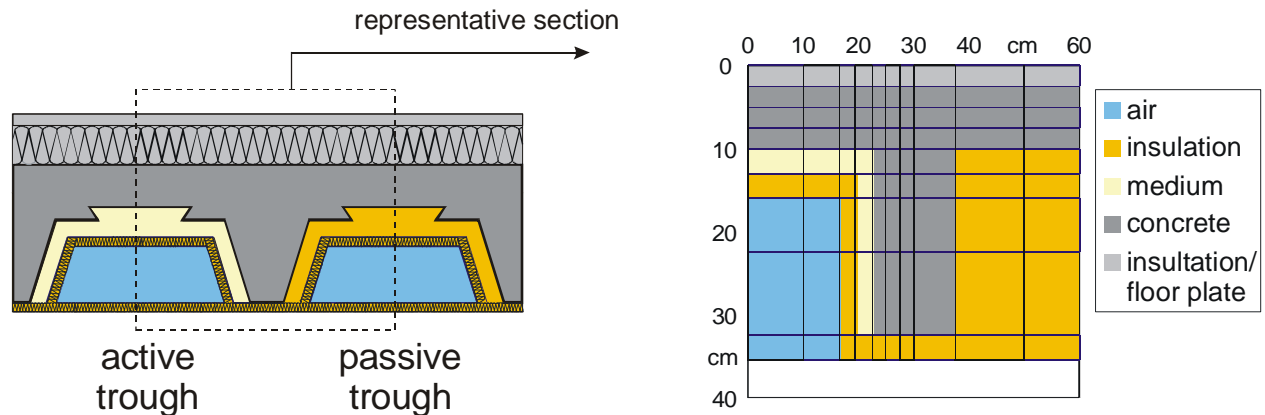 representative section
active
trough
passive
trough
0 10 20 30 40 cm 60
0
10
20
30
cm
40
air
insulation
medium
concrete
insultation/
floor plate